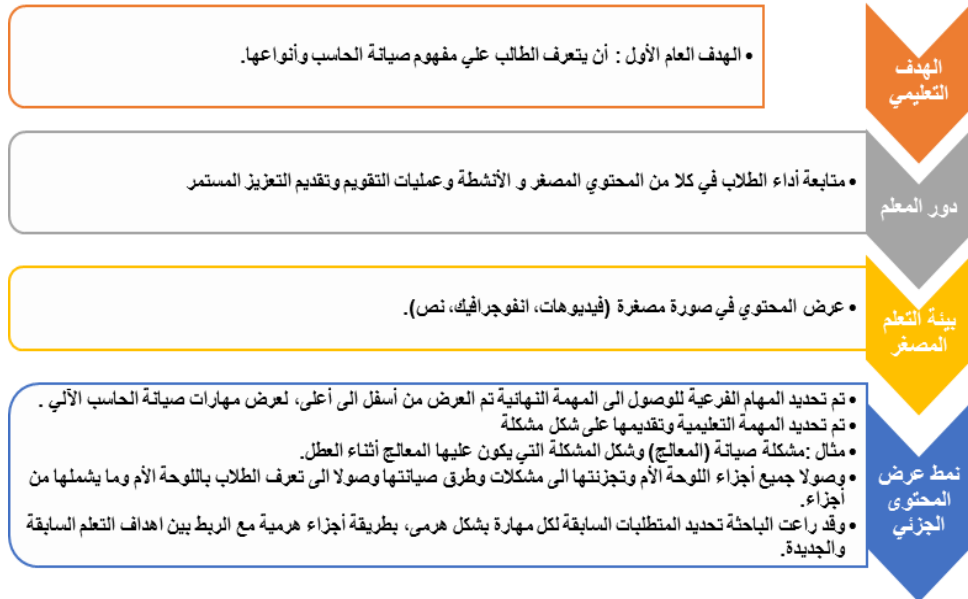 الهدف
التعليمي
• الهدف العام الأول : أن يتعرف الطالب علي مفهوم صيانة الحاسب وأنواعها.
دور المعلم
• متابعة أداء الطلاب في كلا من المحتوي المصغر و الأنشطة وعمليات التقويم وتقديم التعزيز المستمر
بيئة التعلم
المصغر
• عرض المحتوي في صورة مصغرة (فيديوهات، انفوجرافيك، نص).
نمط عرض
المحتوى
الجزئي
• تم تحديد المهام الفرعية للوصول الى المهمة النهائية تم العرض من أسفل الى أعلى، لعرض مهارات صيانة الحاسب الآلي .
• تم تحديد المهمة التعليمية وتقديمها على شكل مشكلة
• مثال :مشكلة صيانة (المعالج) وشكل المشكلة التي يكون عليها المعالج أثناء العطل.
• وصولا جميع أجزاء اللوحة الأم وتجزئتها الى مشكلات وطرق صيانتها وصولا الى تعرف الطلاب باللوحة الأم وما يشملها من
أجزاء.
• وقد راعت الباحثة تحديد المتطلبات السابقة لكل مهارة بشكل هرمى، بطريقة أجزاء هرمية مع الربط بين اهداف التعلم السابقة
والجديدة.